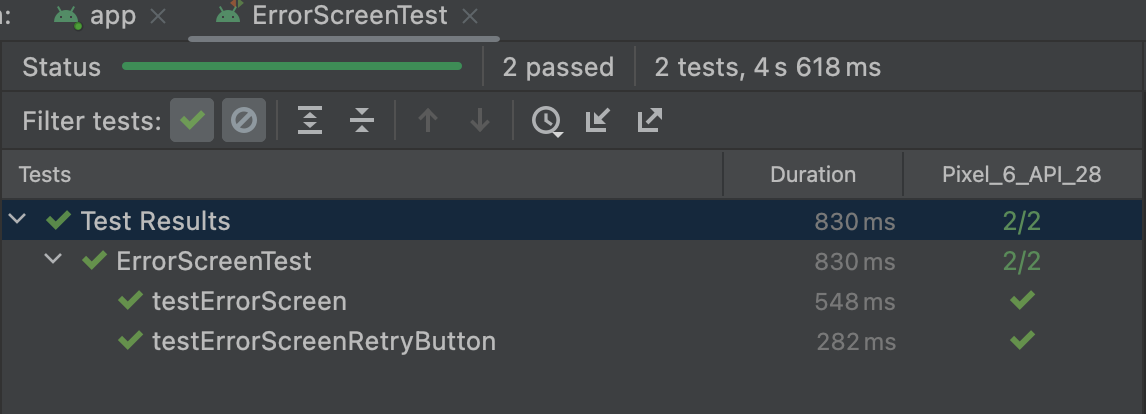 : app ErrorScreenTest
Status 2 passed 2 tests, 4 s 618 ms
Filter tests:
Tests Duration Pixel_6_API_28
Test Results 830 ms 2/2
ErrorScreenTest 830 ms 2/2
testErrorScreen 548 ms
testErrorScreenRetryButton 282 ms